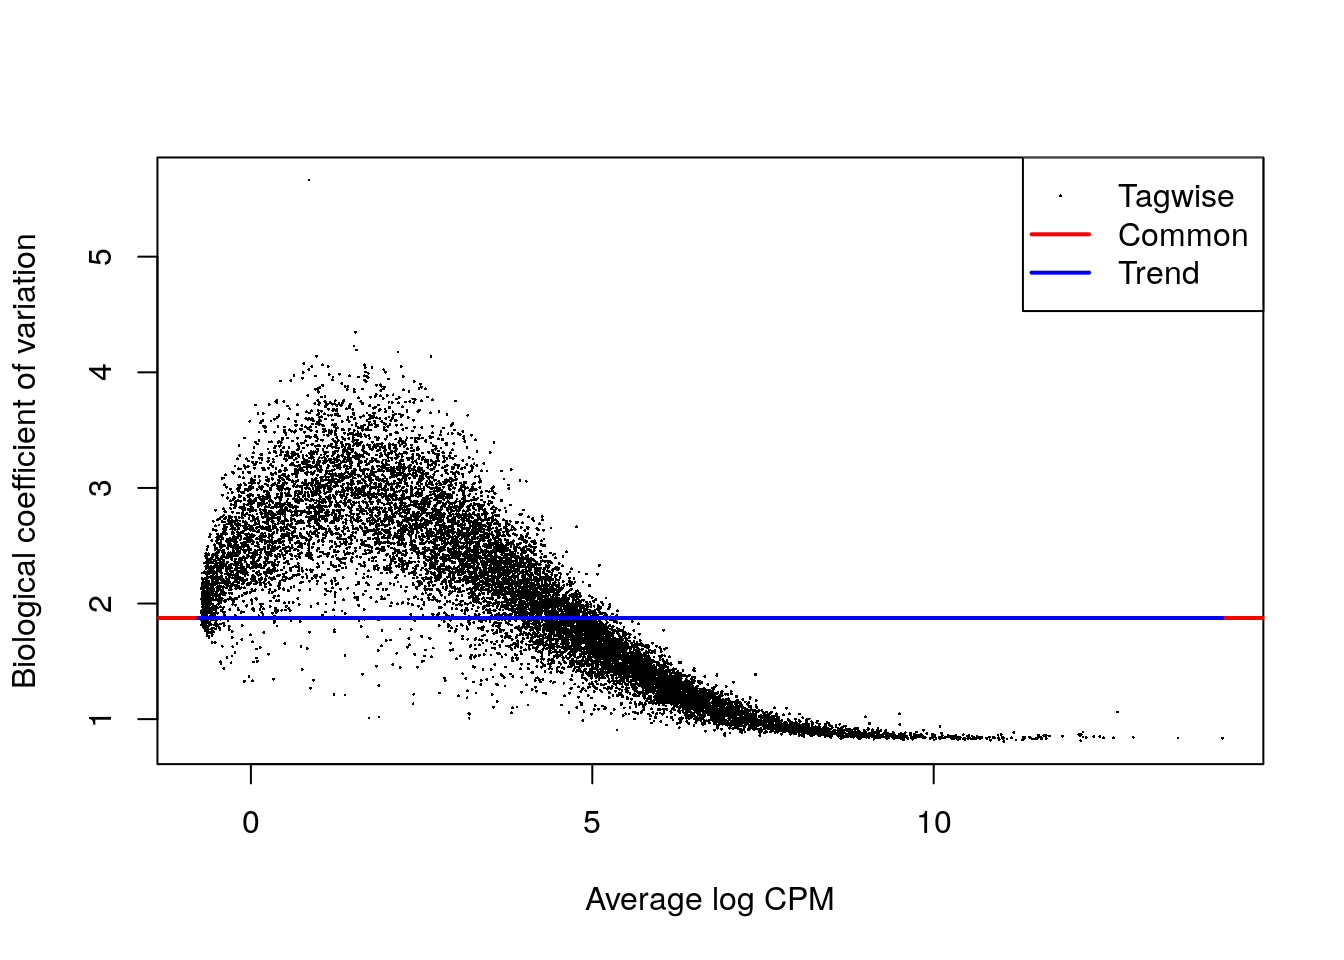 Tagwise
Common
Trend
Biological coefficient of variation
5
4
3
2
1
0
5
10
Average log CPM